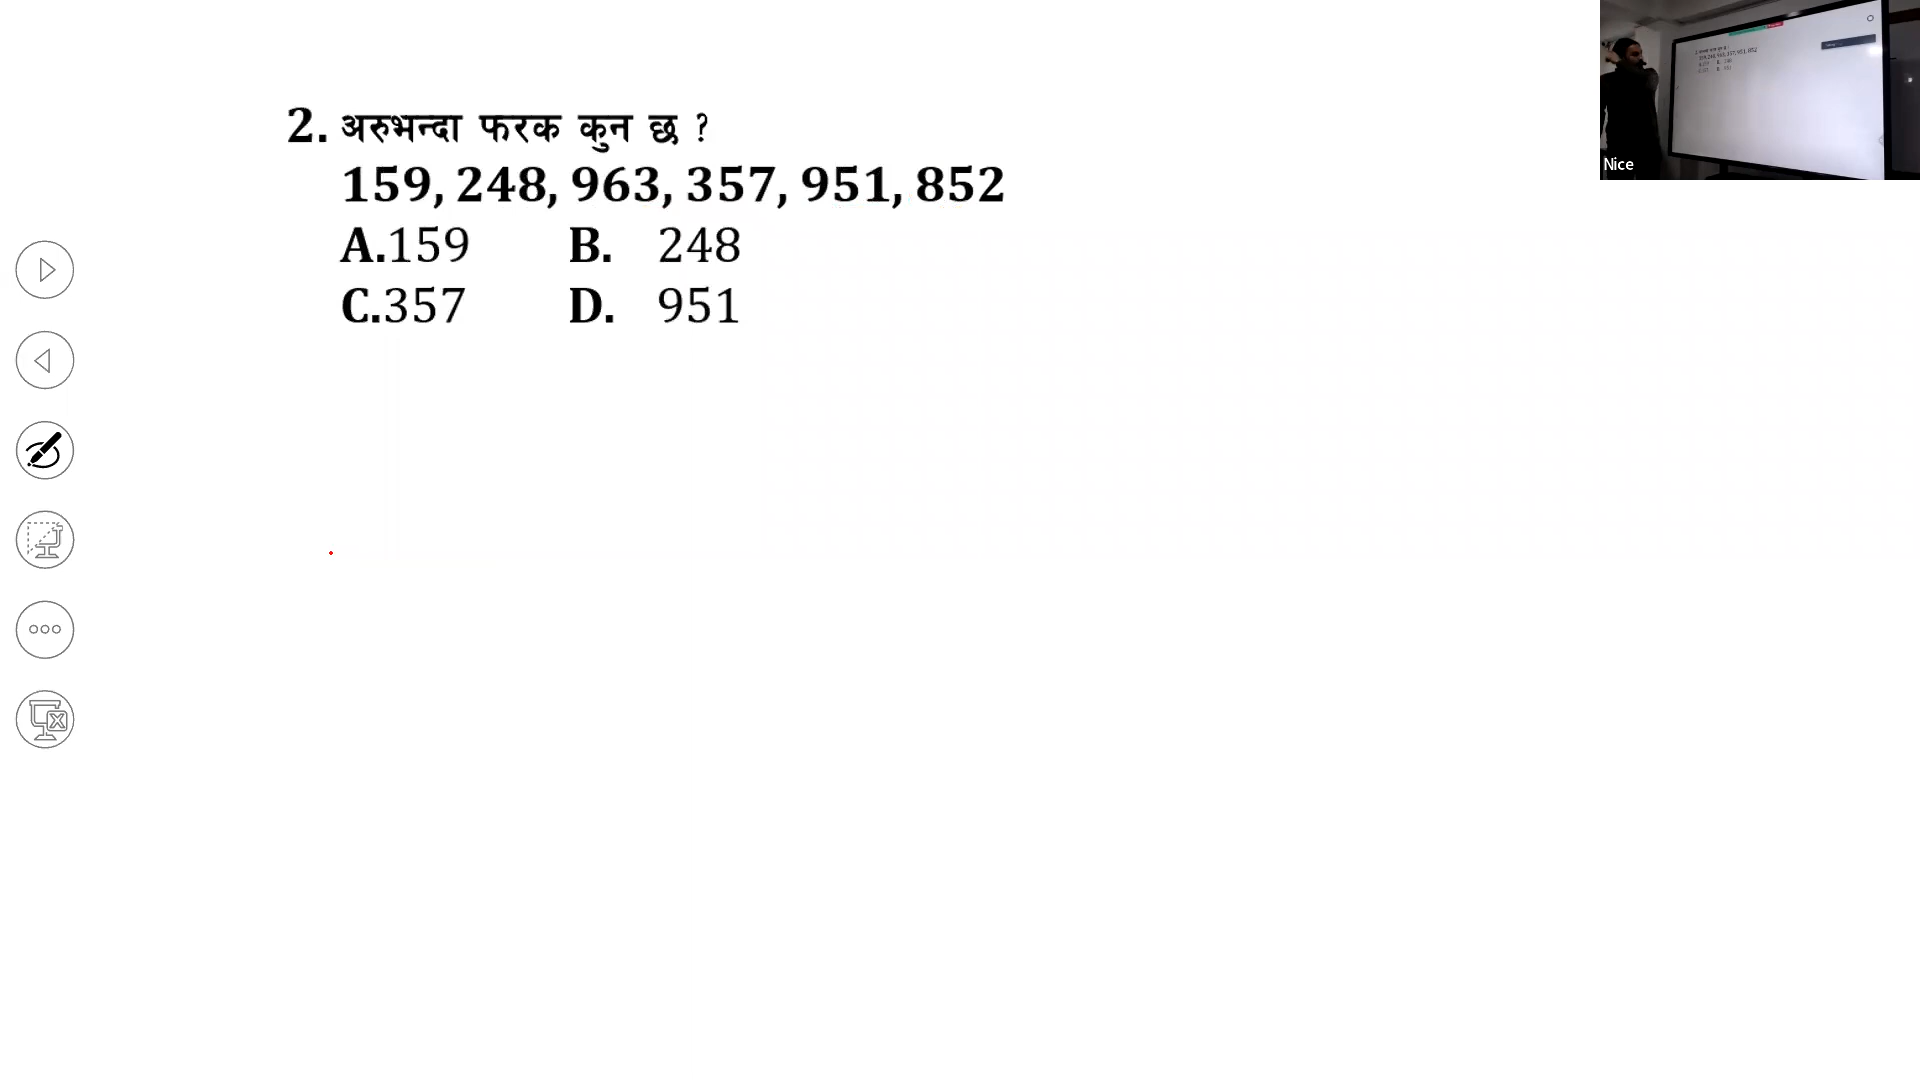 2. अरुभन्दा फरक कुन छ ?
159, 248, 963, 357, 951, 852
A.159 B. 248
C.357 D. 951
Nice